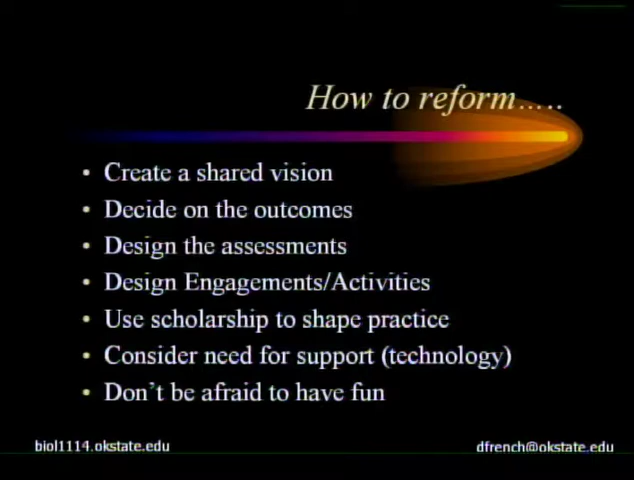 How to reform…..
• Create a shared vision
• Decide on the outcomes
• Design the assessments
• Design Engagements/Activities
• Use scholarship to shape practice
• Consider need for support (technology)
• Don't be afraid to have fun
biol1114.okstate.edu
dfrench@okstate.edu